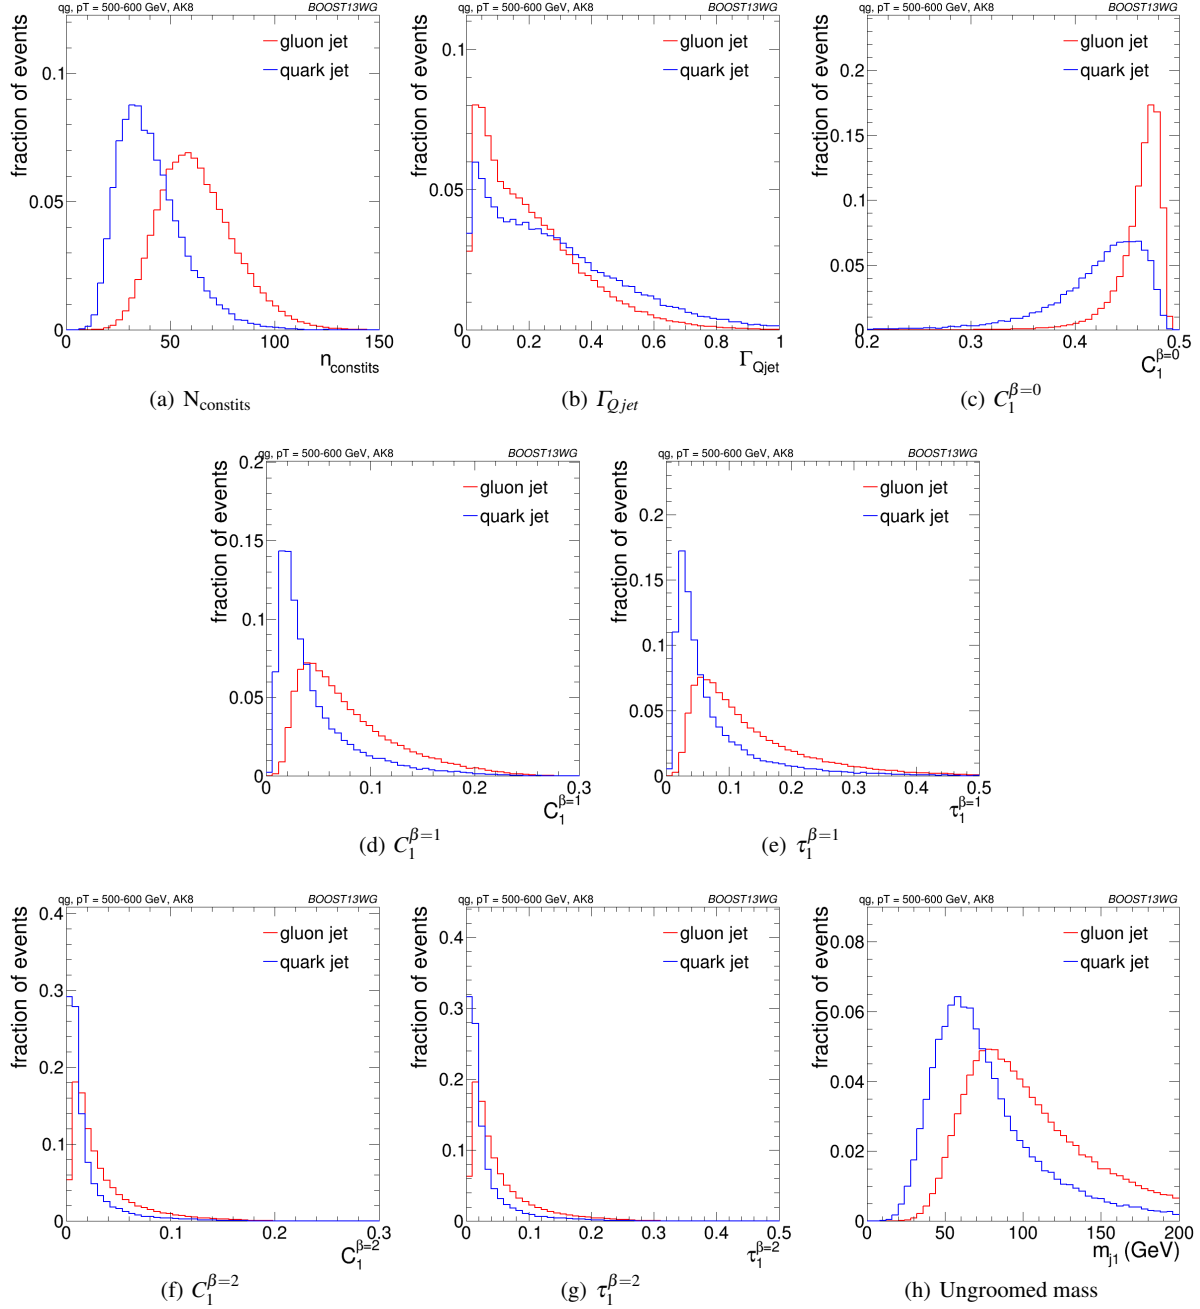 qg, pT = 500-600 GeV, AK8 BOOST13WG
fraction of events
gluon jet
quark jet
0.1
0.05
0
0 50 100 150
n_constits
(a) N_constits
qg, pT = 500-600 GeV, AK8 BOOST13WG
fraction of events
gluon jet
quark jet
0.1
0.05
0
0 0.2 0.4 0.6 0.8 1
Γ_Qjet
(b) Γ_Qjet
qg, pT = 500-600 GeV, AK8 BOOST13WG
fraction of events
gluon jet
quark jet
0.2
0.15
0.1
0.05
0
0.2 0.3 0.4 0.5
C_1^β=0
(c) C_1^β=0
qg, pT = 500-600 GeV, AK8 BOOST13WG
fraction of events
gluon jet
quark jet
0.2
0.15
0.1
0.05
0
0 0.1 0.2 0.3
C_1^β=1
(d) C_1^β=1
qg, pT = 500-600 GeV, AK8 BOOST13WG
fraction of events
gluon jet
quark jet
0.2
0.15
0.1
0.05
0
0 0.1 0.2 0.3 0.4 0.5
τ_1^β=1
(e) τ_1^β=1
qg, pT = 500-600 GeV, AK8 BOOST13WG
fraction of events
gluon jet
quark jet
0.4
0.3
0.2
0.1
0
0 0.1 0.2 0.3
C_1^β=2
(f) C_1^β=2
qg, pT = 500-600 GeV, AK8 BOOST13WG
fraction of events
gluon jet
quark jet
0.4
0.3
0.2
0.1
0
0 0.1 0.2 0.3 0.4 0.5
τ_1^β=2
(g) τ_1^β=2
qg, pT = 500-600 GeV, AK8 BOOST13WG
fraction of events
gluon jet
quark jet
0.08
0.06
0.04
0.02
0
0 50 100 150 200
m_j1 (GeV)
(h) Ungroomed mass